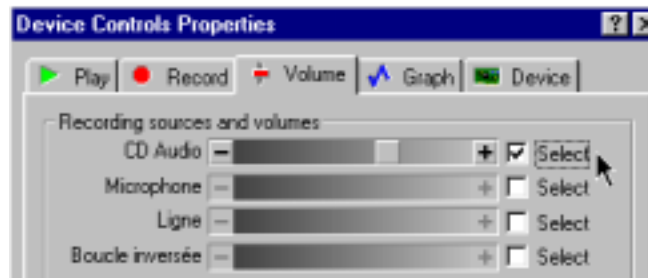 Device Controls Properties
Play Record Volume Graph Device
Recording sources and volumes
CD Audio Select
Microphone Select
Ligne Select
Boucle inversée Select